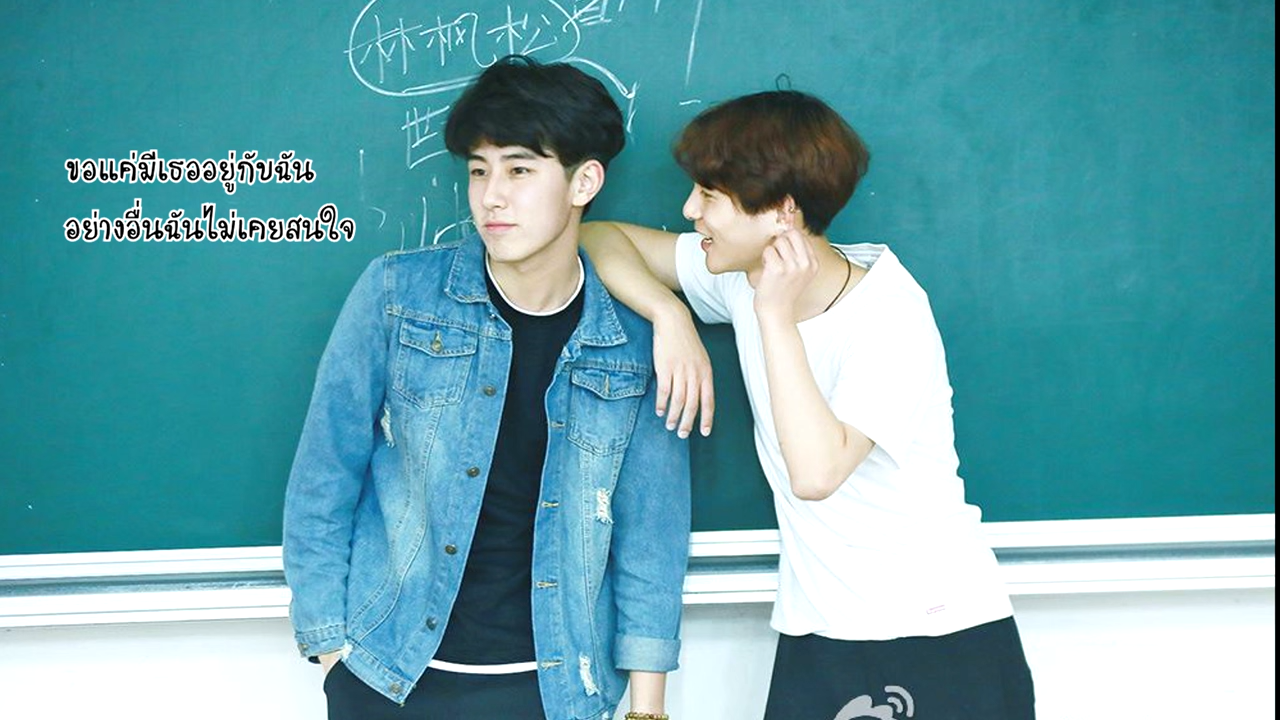 林枫松
世
ขอแค่มีเธออยู่กับฉัน
อย่างอื่นฉันไม่เคยสนใจ